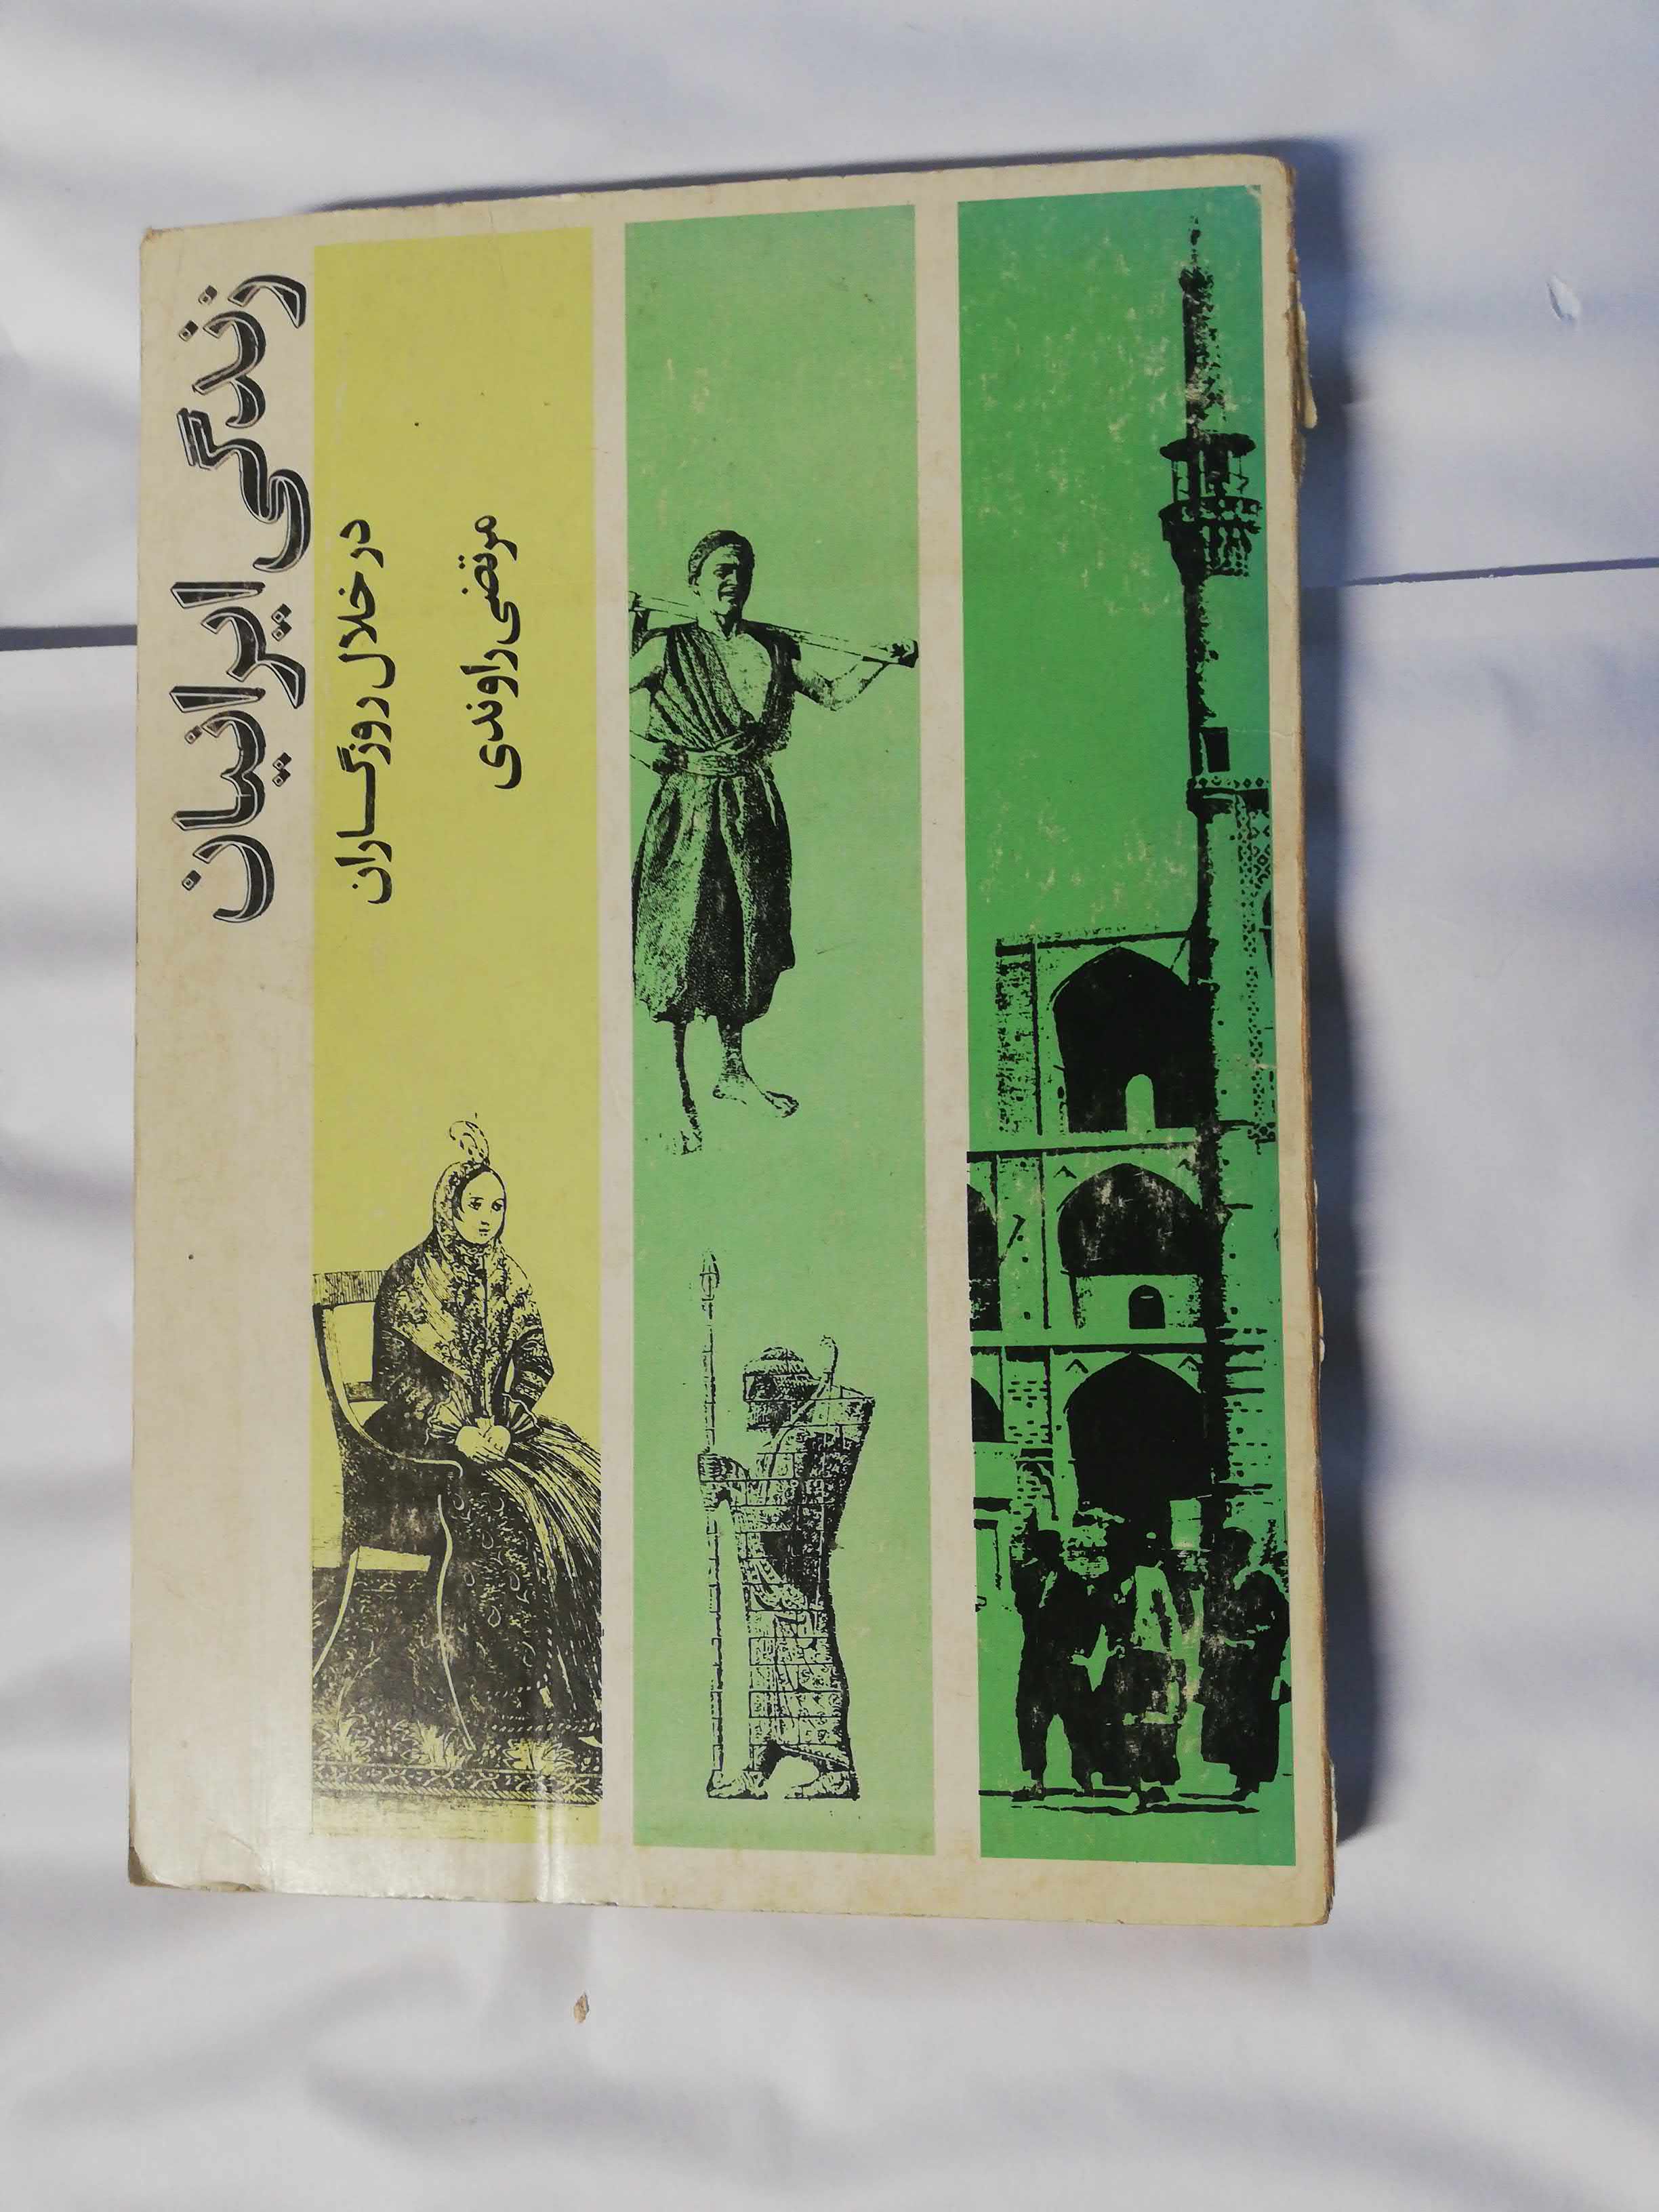 زندگی ایرانیان
در خلال روزگاران
مرتضی راوندی